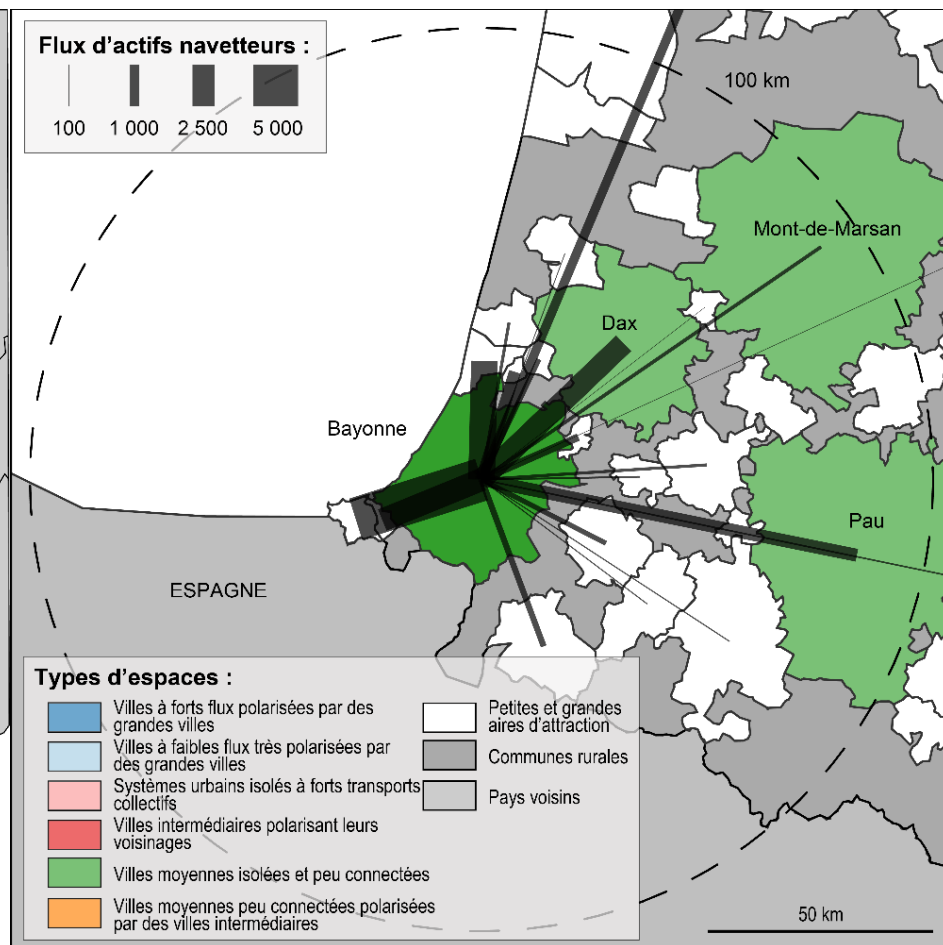 Flux d'actifs navetteurs :
100 1 000 2 500 5 000
100 km
Mont-de-Marsan
Dax
Bayonne
Pau
ESPAGNE
Types d'espaces :
Villes à forts flux polarisées par des
grandes villes
Villes à faibles flux très polarisées par
des grandes villes
Systèmes urbains isolés à forts transports
collectifs
Villes intermédiaires polarisant leurs
voisinages
Villes moyennes isolées et peu connectées
Villes moyennes peu connectées polarisées
par des villes intermédiaires
Petites et grandes
aires d'attraction
Communes rurales
Pays voisins
50 km